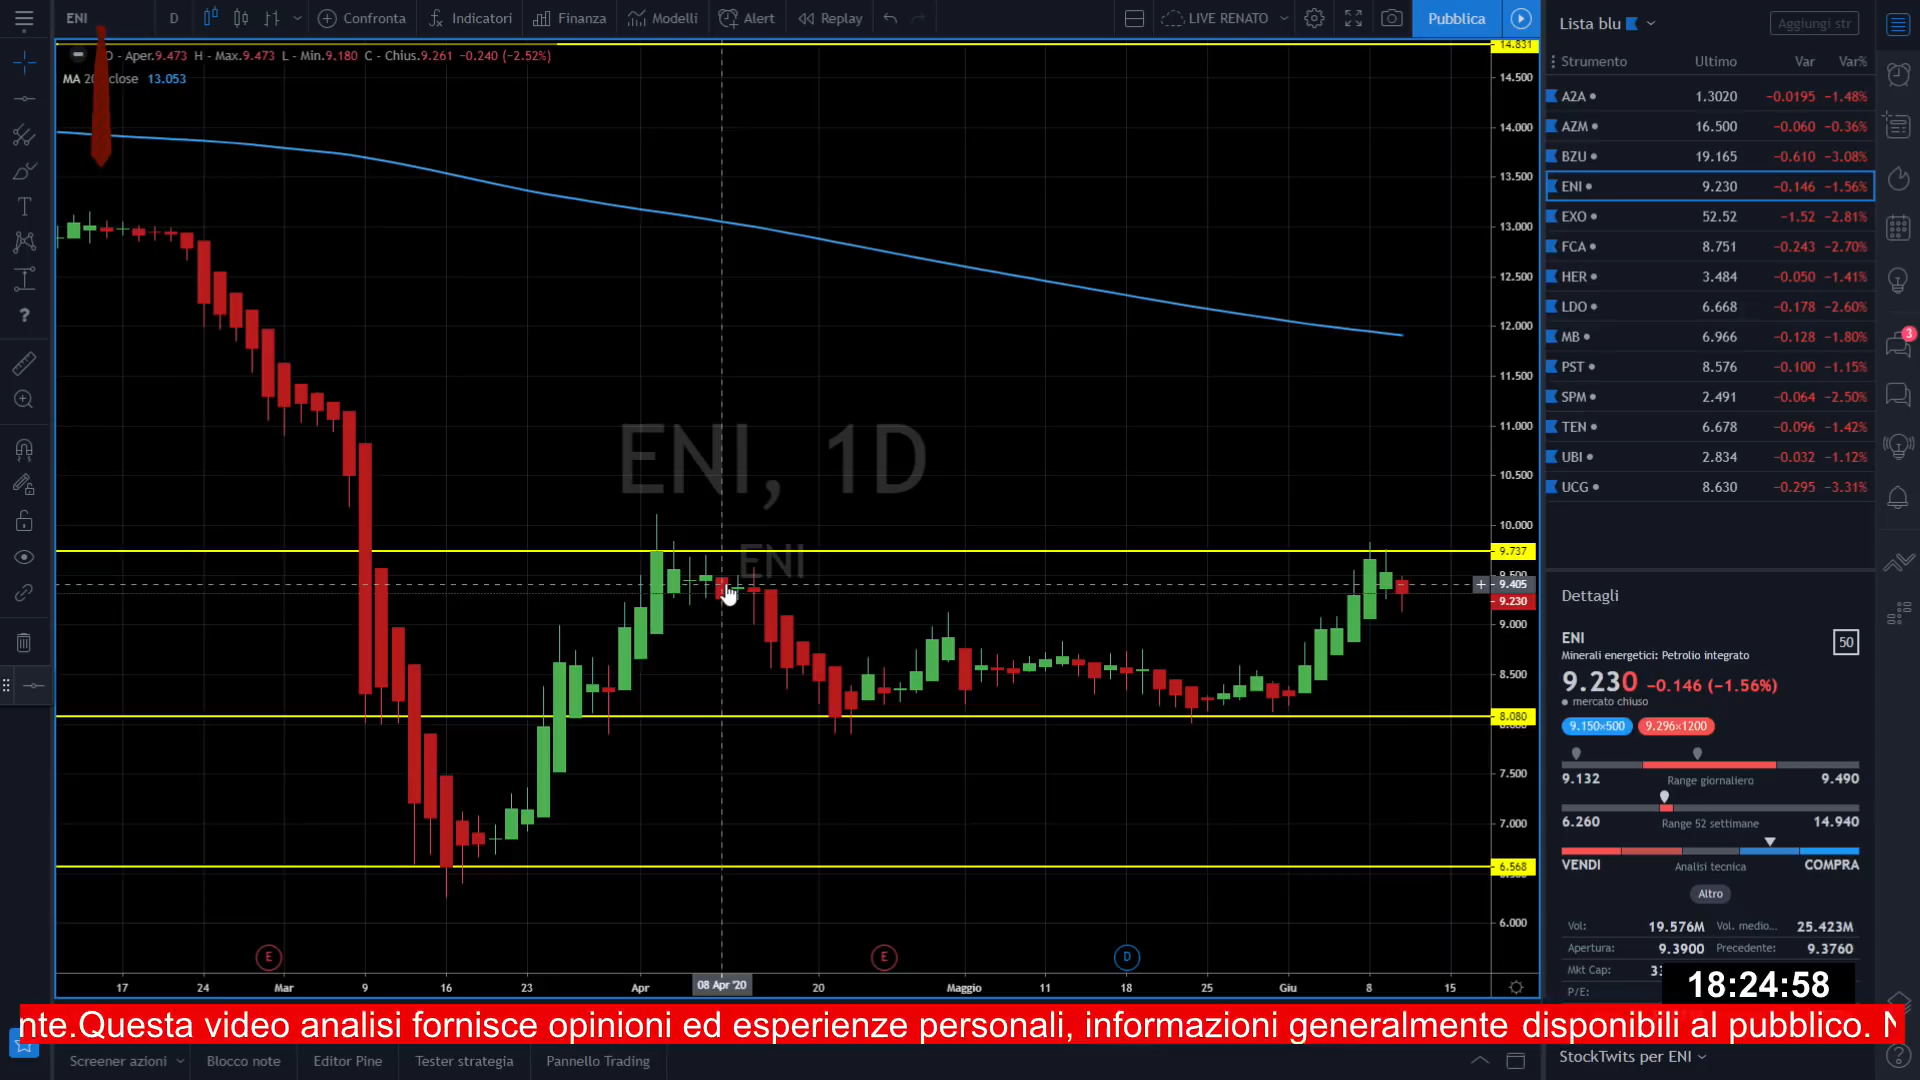 ENI D Confronta Indicatori Finanza Modelli Alert Replay LIVE RENATO Pubblica
Lista blu Aggiungi str
- Aper.9.473 H - Max.9.473 L - Min.9.180 C - Chius.9.261 -0.240 (-2.52%)
MA 20 close 13.053
Strumento Ultimo Var Var%
A2A 1.3020 -0.0195 -1.48%
AZM 16.500 -0.060 -0.36%
BZU 19.165 -0.610 -3.08%
ENI 9.230 -0.146 -1.56%
EXO 52.52 -1.52 -2.81%
FCA 8.751 -0.243 -2.70%
HER 3.484 -0.050 -1.41%
LDO 6.668 -0.178 -2.60%
MB 6.966 -0.128 -1.80%
PST 8.576 -0.100 -1.15%
SPM 2.491 -0.064 -2.50%
TEN 6.678 -0.096 -1.42%
UBI 2.834 -0.032 -1.12%
UCG 8.630 -0.295 -3.31%
3
ENI, 1D
ENI
14.831
14.500
14.000
13.500
13.000
12.500
12.000
11.500
11.000
10.500
10.000
9.737
9.405
9.230
9.000
8.500
8.080
7.500
7.000
6.568
6.000
E E D
17 24 Mar 9 16 23 Apr 08 Apr '20 20 Maggio 11 18 25 Giu 8 15
Dettagli
ENI 50
Minerali energetici: Petrolio integrato
9.230 -0.146 (-1.56%)
mercato chiuso
9.150×500 9.296×1200
9.132 Range giornaliero 9.490
6.260 Range 52 settimane 14.940
VENDI Analisi tecnica COMPRA
Altro
Vol: 19.576M Vol. medio... 25.423M
Apertura: 9.3900 Precedente: 9.3760
Mkt Cap:
P/E:
18:24:58
nte.Questa video analisi fornisce opinioni ed esperienze personali, informazioni generalmente disponibili al pubblico. N
Screener azioni Blocco note Editor Pine Tester strategia Pannello Trading
StockTwits per ENI